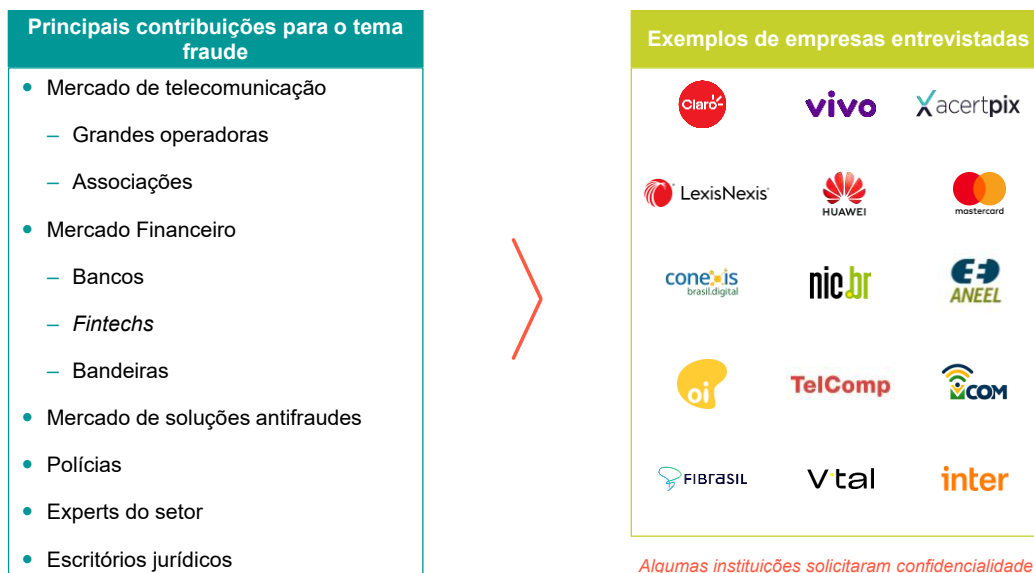 Principais contribuições para o tema
fraude
• Mercado de telecomunicação
– Grandes operadoras
– Associações
• Mercado Financeiro
– Bancos
– Fintechs
– Bandeiras
• Mercado de soluções antifraudes
• Polícias
• Experts do setor
• Escritórios jurídicos
Exemplos de empresas entrevistadas
Claro
vivo
acertpix
LexisNexis
HUAWEI
mastercard
conexis
brasil.digital
nic.br
ANEEL
oi
TelComp
COM
FIBrasil
V·tal
inter
Algumas instituições solicitaram confidencialidade